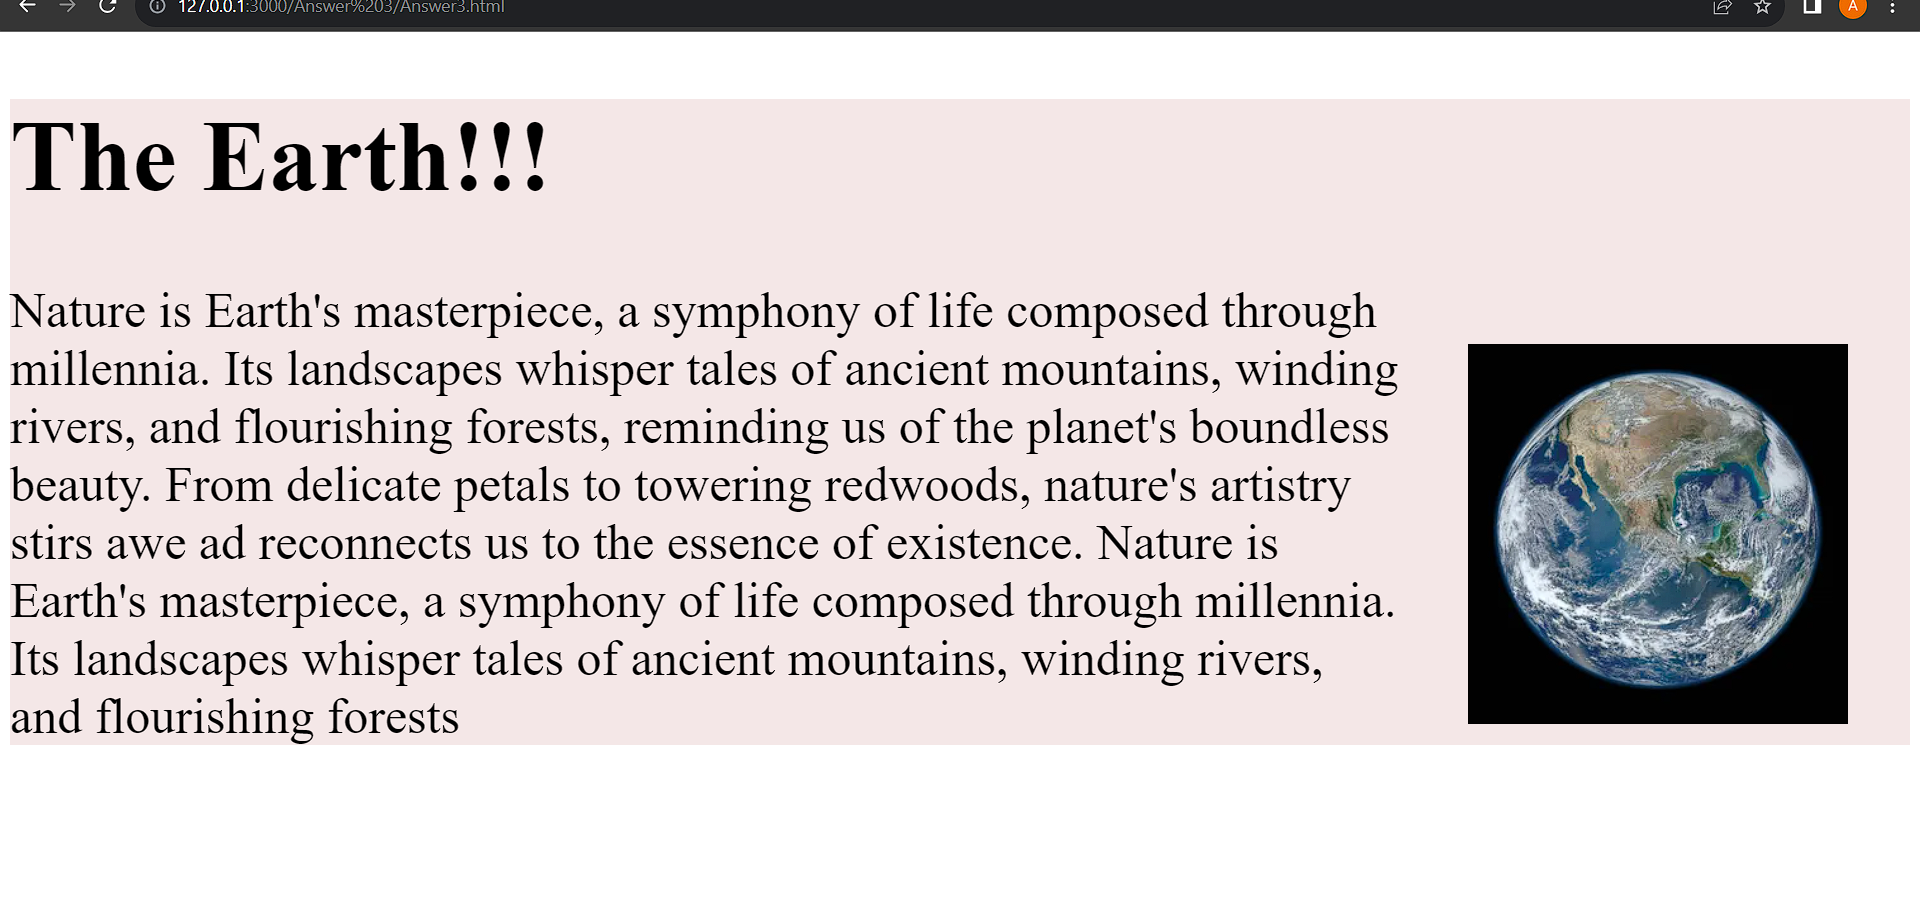 127.0.0.1:3000/Answer%203/Answer3.html
A
The Earth!!!
Nature is Earth's masterpiece, a symphony of life composed through
millennia. Its landscapes whisper tales of ancient mountains, winding
rivers, and flourishing forests, reminding us of the planet's boundless
beauty. From delicate petals to towering redwoods, nature's artistry
stirs awe ad reconnects us to the essence of existence. Nature is
Earth's masterpiece, a symphony of life composed through millennia.
Its landscapes whisper tales of ancient mountains, winding rivers,
and flourishing forests